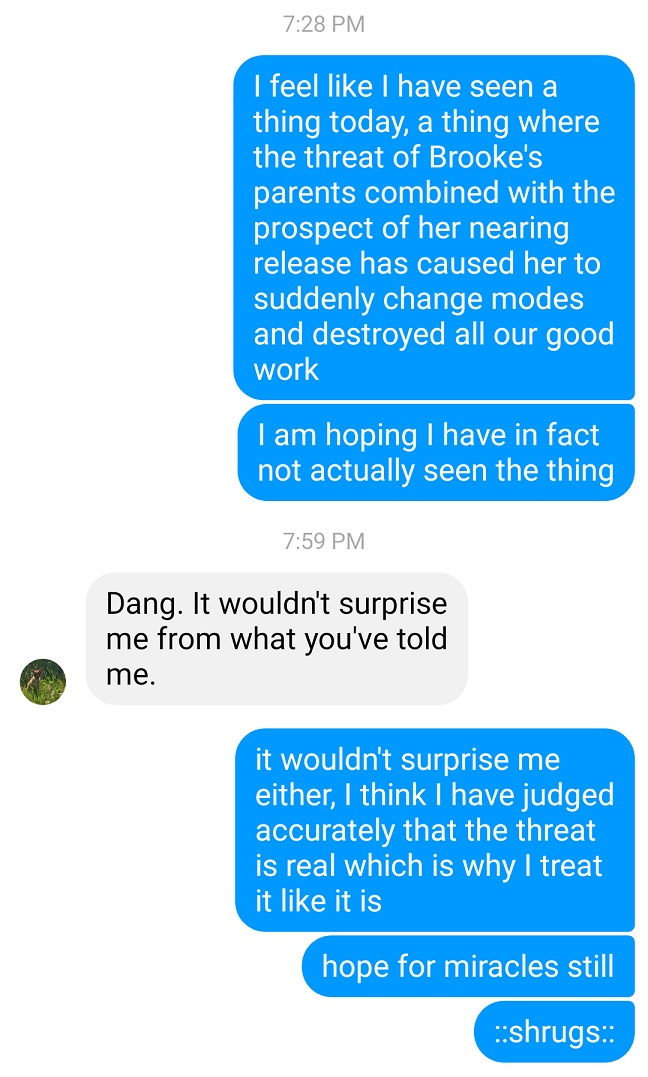 7:28 PM
I feel like I have seen a
thing today, a thing where
the threat of Brooke's
parents combined with the
prospect of her nearing
release has caused her to
suddenly change modes
and destroyed all our good
work
I am hoping I have in fact
not actually seen the thing
7:59 PM
Dang. It wouldn't surprise
me from what you've told
me.
it wouldn't surprise me
either, I think I have judged
accurately that the threat
is real which is why I treat
it like it is
hope for miracles still
::shrugs::